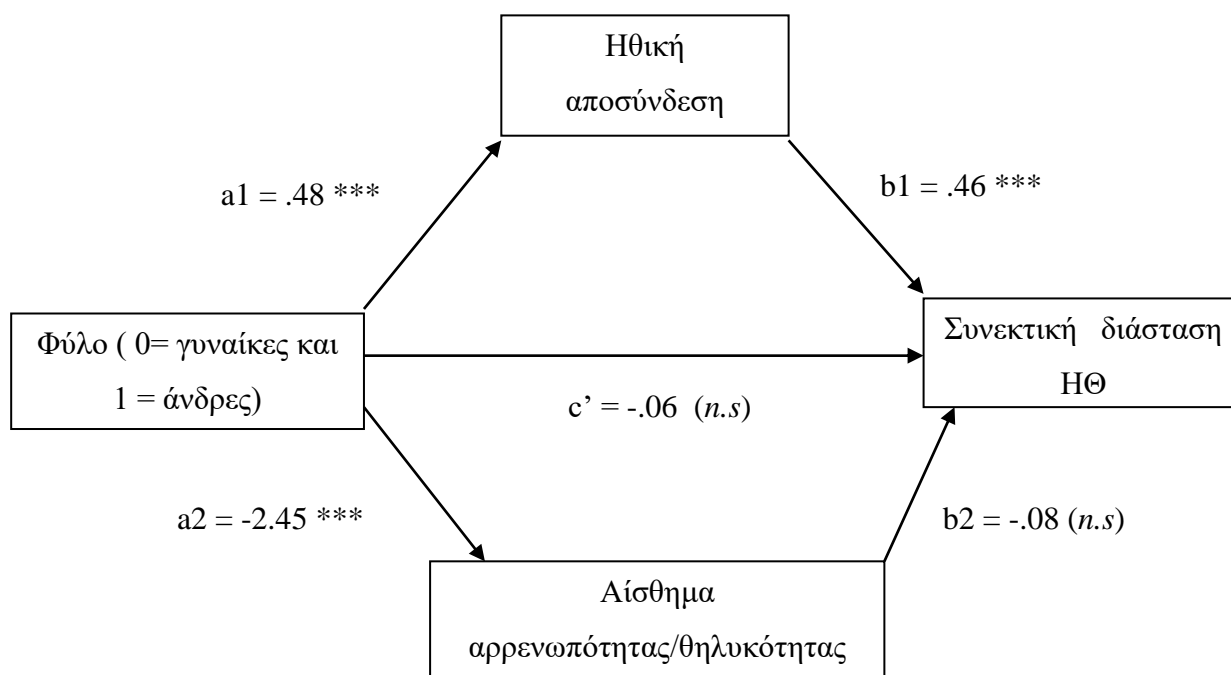 Ηθική
αποσύνδεση
a1 = .48 ***
b1 = .46 ***
Φύλο ( 0= γυναίκες και
1 = άνδρες)
Συνεκτική διάσταση
ΗΘ
c’ = -.06 (n.s)
a2 = -2.45 ***
b2 = -.08 (n.s)
Αίσθημα
αρρενωπότητας/θηλυκότητας